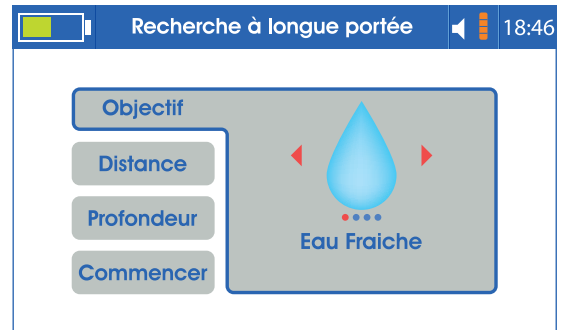 Recherche à longue portée
18:46
Objectif
Distance
Profondeur
Commencer
Eau Fraiche